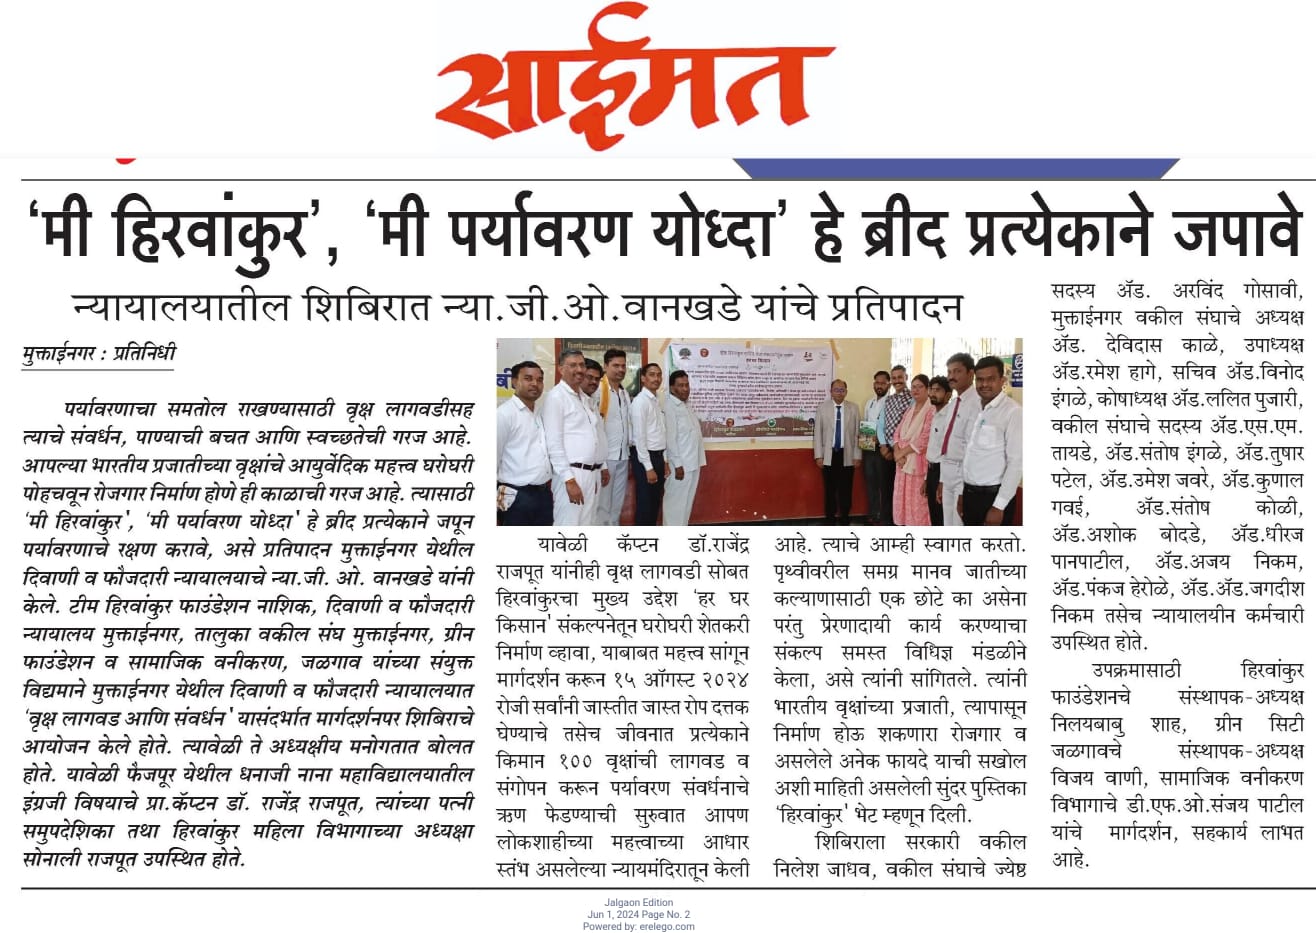 साईमत
‘मी हिरवांकुर’, ‘मी पर्यावरण योध्दा’ हे ब्रीद प्रत्येकाने जपावे
न्यायालयातील शिबिरात न्या.जी.ओ.वानखडे यांचे प्रतिपादन
मुक्ताईनगर : प्रतिनिधी
पर्यावरणाचा समतोल राखण्यासाठी वृक्ष लागवडीसह
त्याचे संवर्धन, पाण्याची बचत आणि स्वच्छतेची गरज आहे.
आपल्या भारतीय प्रजातीच्या वृक्षांचे आयुर्वेदिक महत्त्व घरोघरी
पोहचवून रोजगार निर्माण होणे ही काळाची गरज आहे. त्यासाठी
‘मी हिरवांकुर', ‘मी पर्यावरण योध्दा' हे ब्रीद प्रत्येकाने जपून
पर्यावरणाचे रक्षण करावे, असे प्रतिपादन मुक्ताईनगर येथील
दिवाणी व फौजदारी न्यायालयाचे न्या.जी. ओ. वानखडे यांनी
केले. टीम हिरवांकुर फाउंडेशन नाशिक, दिवाणी व फौजदारी
न्यायालय मुक्ताईनगर, तालुका वकील संघ मुक्ताईनगर, ग्रीन
फाउंडेशन व सामाजिक वनीकरण, जळगाव यांच्या संयुक्त
विद्यमाने मुक्ताईनगर येथील दिवाणी व फौजदारी न्यायालयात
‘वृक्ष लागवड आणि संवर्धन' यासंदर्भात मार्गदर्शनपर शिबिराचे
आयोजन केले होते. त्यावेळी ते अध्यक्षीय मनोगतात बोलत
होते. यावेळी फैजपूर येथील धनाजी नाना महाविद्यालयातील
इंग्रजी विषयाचे प्रा.कॅप्टन डॉ. राजेंद्र राजपूत, त्यांच्या पत्नी
समुपदेशिका तथा हिरवांकुर महिला विभागाच्या अध्यक्षा
सोनाली राजपूत उपस्थित होते.
यावेळी कॅप्टन डॉ.राजेंद्र
राजपूत यांनीही वृक्ष लागवडी सोबत
हिरवांकुरचा मुख्य उद्देश ‘हर घर
किसान' संकल्पनेतून घरोघरी शेतकरी
निर्माण व्हावा, याबाबत महत्त्व सांगून
मार्गदर्शन करून १५ ऑगस्ट २०२४
रोजी सर्वांनी जास्तीत जास्त रोप दत्तक
घेण्याचे तसेच जीवनात प्रत्येकाने
किमान १०० वृक्षांची लागवड व
संगोपन करून पर्यावरण संवर्धनाचे
ऋण फेडण्याची सुरुवात आपण
लोकशाहीच्या महत्त्वाच्या आधार
स्तंभ असलेल्या न्यायमंदिरातून केली
आहे. त्याचे आम्ही स्वागत करतो.
पृथ्वीवरील समग्र मानव जातीच्या
कल्याणासाठी एक छोटे का असेना
परंतु प्रेरणादायी कार्य करण्याचा
संकल्प समस्त विधिज्ञ मंडळीने
केला, असे त्यांनी सांगितले. त्यांनी
भारतीय वृक्षांच्या प्रजाती, त्यापासून
निर्माण होऊ शकणारा रोजगार व
असलेले अनेक फायदे याची सखोल
अशी माहिती असलेली सुंदर पुस्तिका
‘हिरवांकुर' भेट म्हणून दिली.
शिबिराला सरकारी वकील
निलेश जाधव, वकील संघाचे ज्येष्ठ
सदस्य ॲड. अरविंद गोसावी,
मुक्ताईनगर वकील संघाचे अध्यक्ष
ॲड. देविदास काळे, उपाध्यक्ष
ॲड.रमेश हागे, सचिव ॲड.विनोद
इंगळे, कोषाध्यक्ष ॲड.ललित पुजारी,
वकील संघाचे सदस्य ॲड.एस.एम.
तायडे, ॲड.संतोष इंगळे, ॲड.तुषार
पटेल, ॲड.उमेश जवरे, ॲड.कुणाल
गवई, ॲड.संतोष कोळी,
ॲड.अशोक बोदडे, ॲड.धीरज
पानपाटील, ॲड.अजय निकम,
ॲड.पंकज हेरोळे, ॲड.ॲड.जगदीश
निकम तसेच न्यायालयीन कर्मचारी
उपस्थित होते.
उपक्रमासाठी हिरवांकुर
फाउंडेशनचे संस्थापक-अध्यक्ष
निलयबाबु शाह, ग्रीन सिटी
जळगावचे संस्थापक-अध्यक्ष
विजय वाणी, सामाजिक वनीकरण
विभागाचे डी.एफ.ओ.संजय पाटील
यांचे मार्गदर्शन, सहकार्य लाभत
आहे.
Jalgaon Edition
Jun 1, 2024 Page No. 2
Powered by: erelego.com